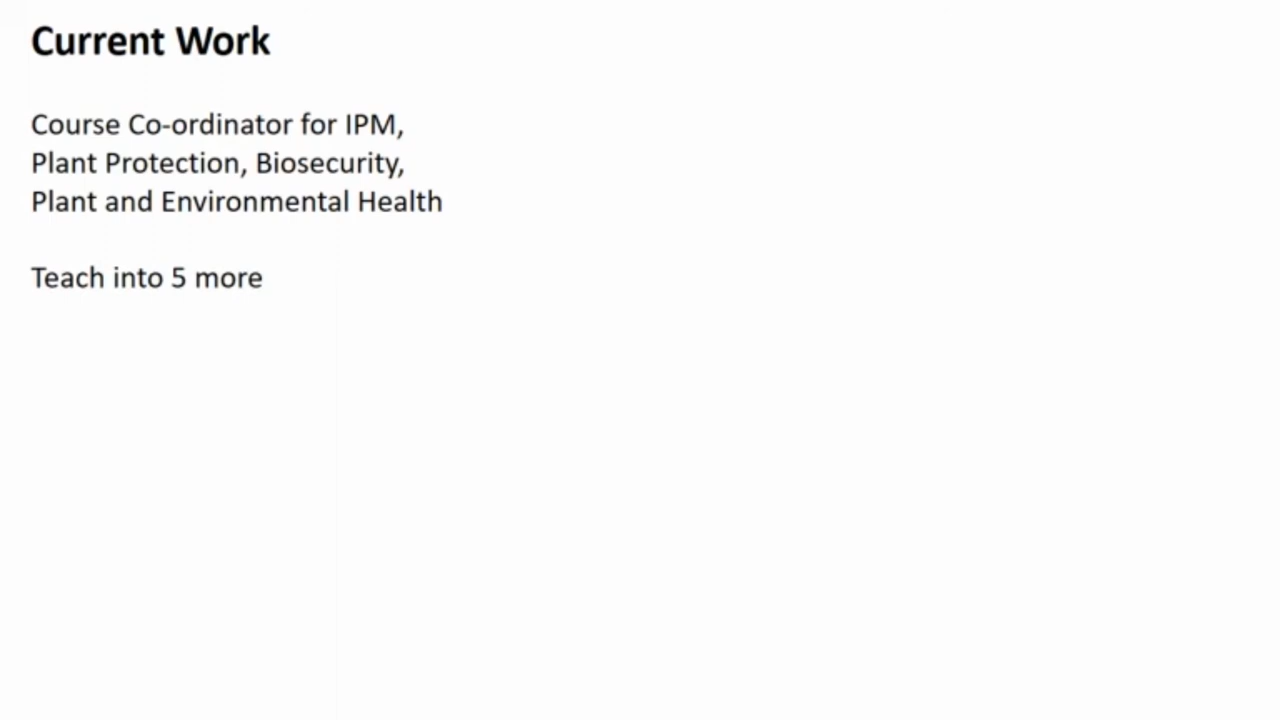 Current Work
Course Co-ordinator for IPM,
Plant Protection, Biosecurity,
Plant and Environmental Health
Teach into 5 more